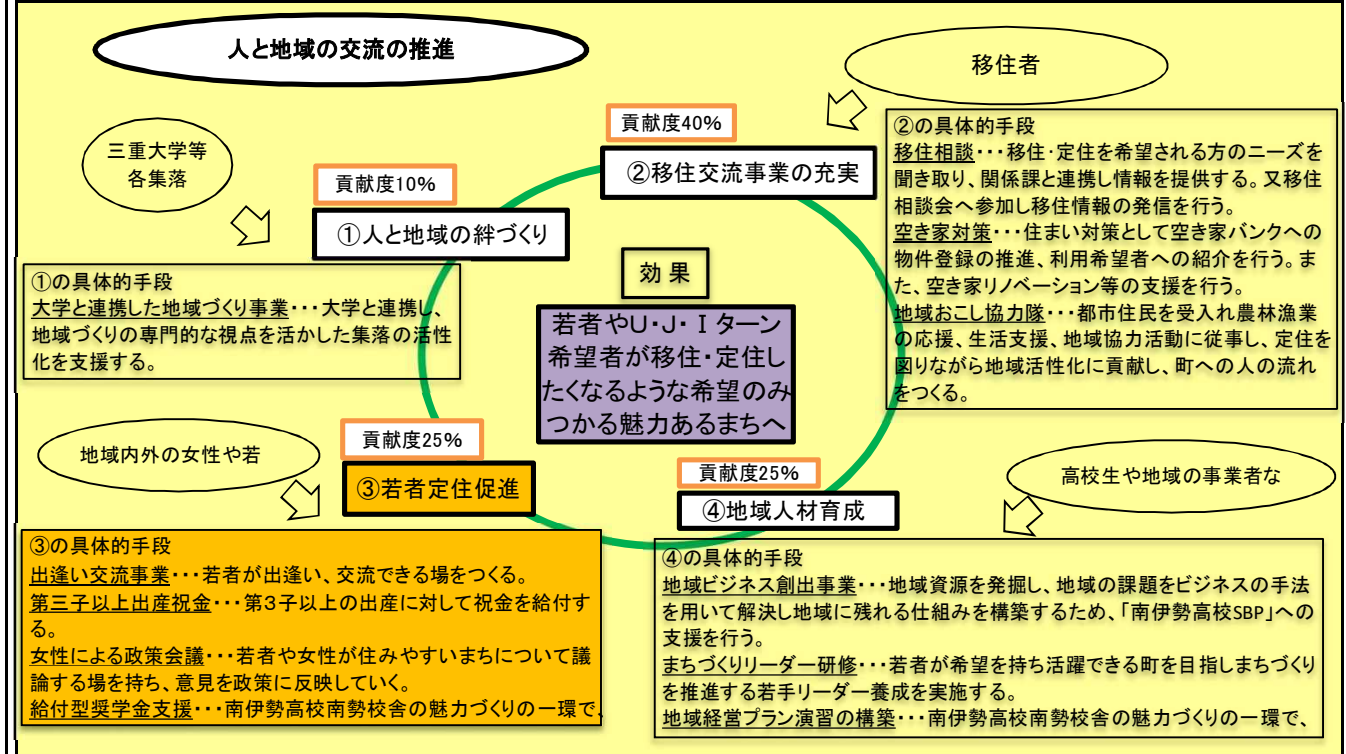 人と地域の交流の推進
移住者
三重大学等
各集落
貢献度10%
①人と地域の絆づくり
貢献度40%
②移住交流事業の充実
①の具体的手段
大学と連携した地域づくり事業・・・大学と連携し、
地域づくりの専門的な視点を活かした集落の活性
化を支援する。
②の具体的手段
移住相談・・・移住・定住を希望される方のニーズを
聞き取り、関係課と連携し情報を提供する。又移住
相談会へ参加し移住情報の発信を行う。
空き家対策・・・住まい対策として空き家バンクへの
物件登録の推進、利用希望者への紹介を行う。ま
た、空き家リノベーション等の支援を行う。
地域おこし協力隊・・・都市住民を受入れ農林漁業
の応援、生活支援、地域協力活動に従事し、定住を
図りながら地域活性化に貢献し、町への人の流れ
をつくる。
効果
若者やU・J・Iターン
希望者が移住・定住し
たくなるような希望のみ
つかる魅力あるまちへ
地域内外の女性や若
貢献度25%
③若者定住促進
貢献度25%
④地域人材育成
高校生や地域の事業者な
③の具体的手段
出逢い交流事業・・・若者が出逢い、交流できる場をつくる。
第三子以上出産祝金・・・第3子以上の出産に対して祝金を給付す
る。
女性による政策会議・・・若者や女性が住みやすいまちについて議
論する場を持ち、意見を政策に反映していく。
給付型奨学金支援・・・南伊勢高校南勢校舎の魅力づくりの一環で、
④の具体的手段
地域ビジネス創出事業・・・地域資源を発掘し、地域の課題をビジネスの手法
を用いて解決し地域に残れる仕組みを構築するため、「南伊勢高校SBP」への
支援を行う。
まちづくりリーダー研修・・・若者が希望を持ち活躍できる町を目指しまちづくり
を推進する若手リーダー養成を実施する。
地域経営プラン演習の構築・・・南伊勢高校南勢校舎の魅力づくりの一環で、